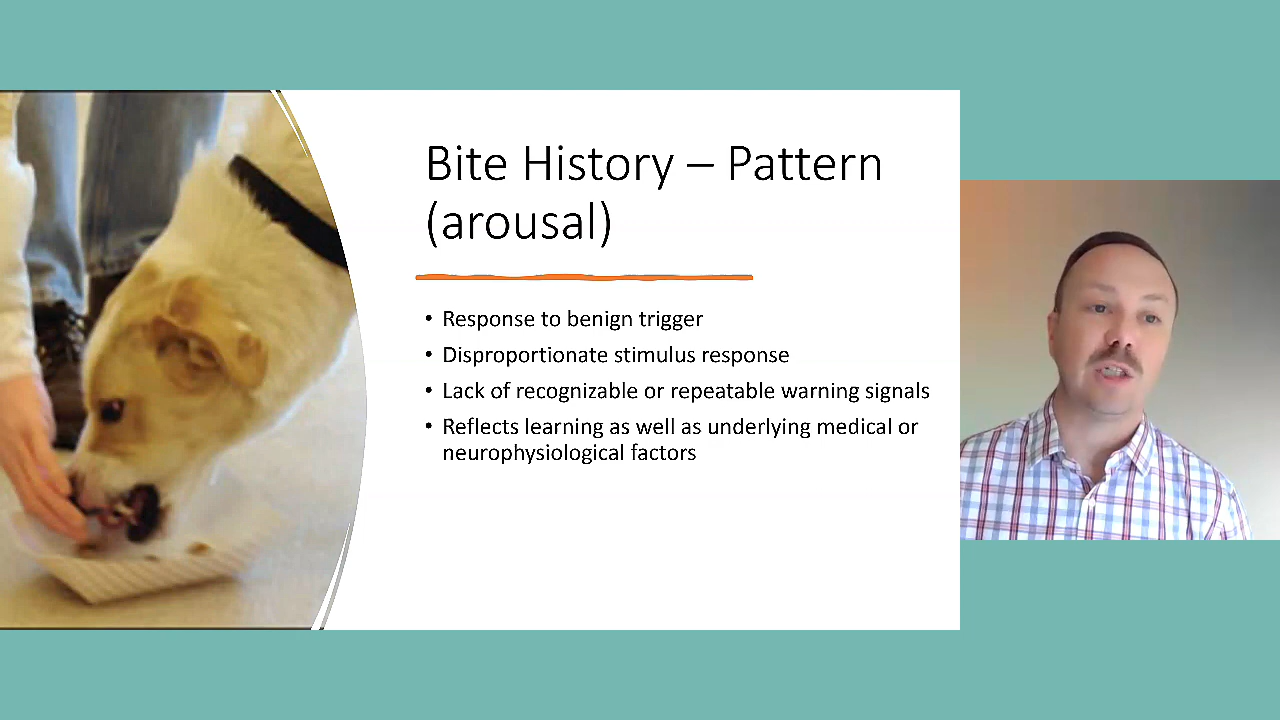 Bite History – Pattern
(arousal)
• Response to benign trigger
• Disproportionate stimulus response
• Lack of recognizable or repeatable warning signals
• Reflects learning as well as underlying medical or
neurophysiological factors